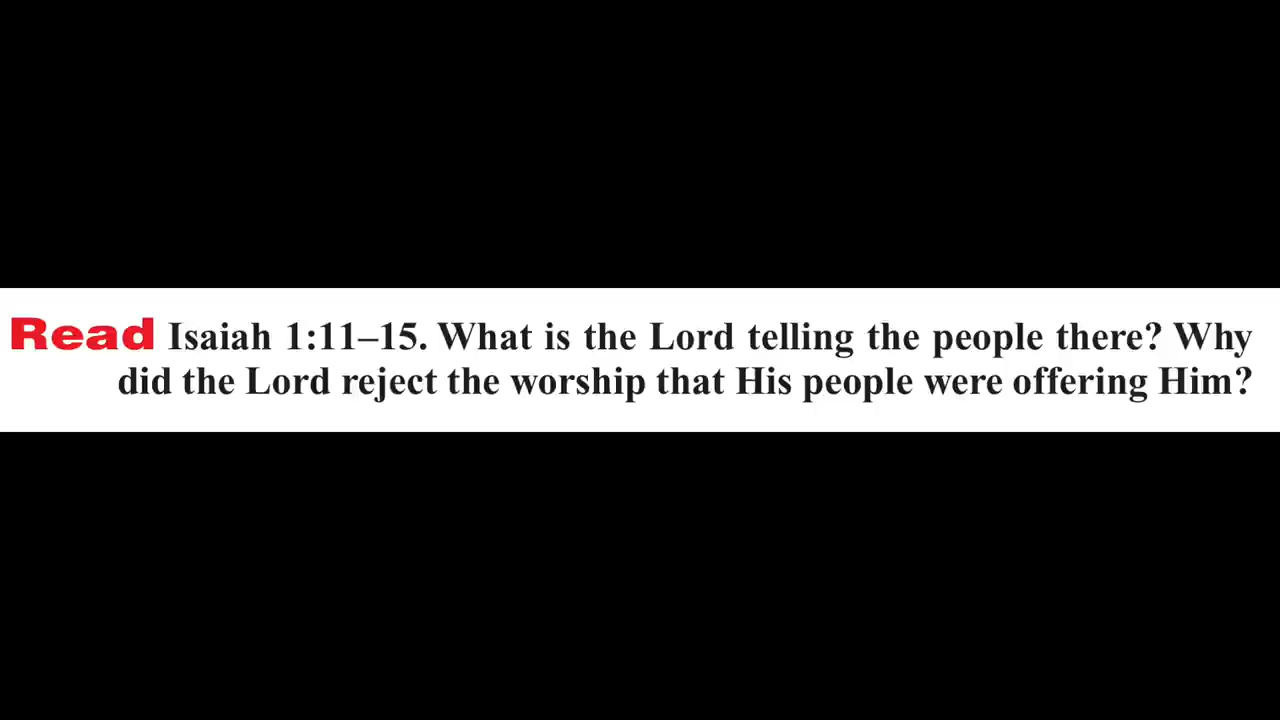 Read Isaiah 1:11–15. What is the Lord telling the people there? Why
did the Lord reject the worship that His people were offering Him?